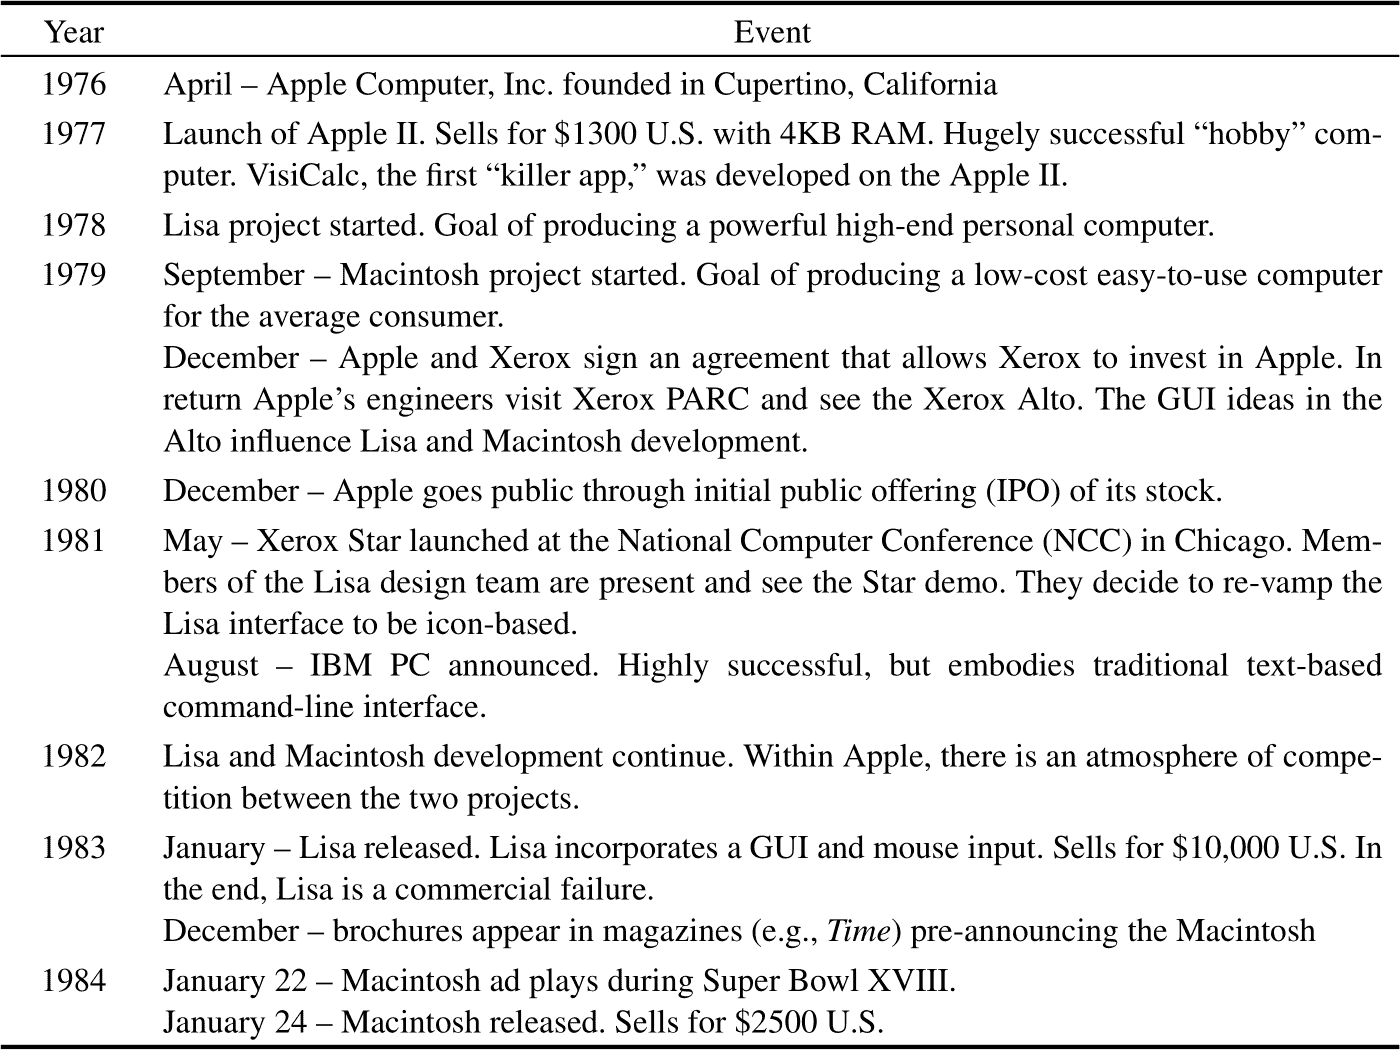 Year Event
1976 April – Apple Computer, Inc. founded in Cupertino, California
1977 Launch of Apple II. Sells for $1300 U.S. with 4KB RAM. Hugely successful “hobby” com-
puter. VisiCalc, the first “killer app,” was developed on the Apple II.
1978 Lisa project started. Goal of producing a powerful high-end personal computer.
1979 September – Macintosh project started. Goal of producing a low-cost easy-to-use computer
for the average consumer.
December – Apple and Xerox sign an agreement that allows Xerox to invest in Apple. In
return Apple’s engineers visit Xerox PARC and see the Xerox Alto. The GUI ideas in the
Alto influence Lisa and Macintosh development.
1980 December – Apple goes public through initial public offering (IPO) of its stock.
1981 May – Xerox Star launched at the National Computer Conference (NCC) in Chicago. Mem-
bers of the Lisa design team are present and see the Star demo. They decide to re-vamp the
Lisa interface to be icon-based.
August – IBM PC announced. Highly successful, but embodies traditional text-based
command-line interface.
1982 Lisa and Macintosh development continue. Within Apple, there is an atmosphere of compe-
tition between the two projects.
1983 January – Lisa released. Lisa incorporates a GUI and mouse input. Sells for $10,000 U.S. In
the end, Lisa is a commercial failure.
December – brochures appear in magazines (e.g., Time) pre-announcing the Macintosh
1984 January 22 – Macintosh ad plays during Super Bowl XVIII.
January 24 – Macintosh released. Sells for $2500 U.S.